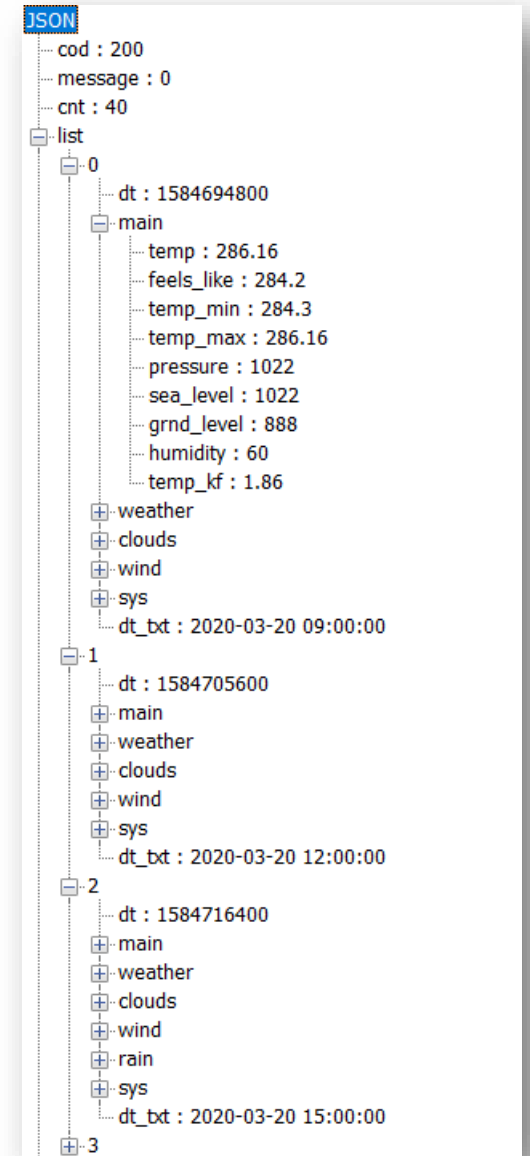 JSON
cod : 200
message : 0
cnt : 40
list
0
dt : 1584694800
main
temp : 286.16
feels_like : 284.2
temp_min : 284.3
temp_max : 286.16
pressure : 1022
sea_level : 1022
grnd_level : 888
humidity : 60
temp_kf : 1.86
weather
clouds
wind
sys
dt_txt : 2020-03-20 09:00:00
1
dt : 1584705600
main
weather
clouds
wind
sys
dt_txt : 2020-03-20 12:00:00
2
dt : 1584716400
main
weather
clouds
wind
rain
sys
dt_txt : 2020-03-20 15:00:00
3